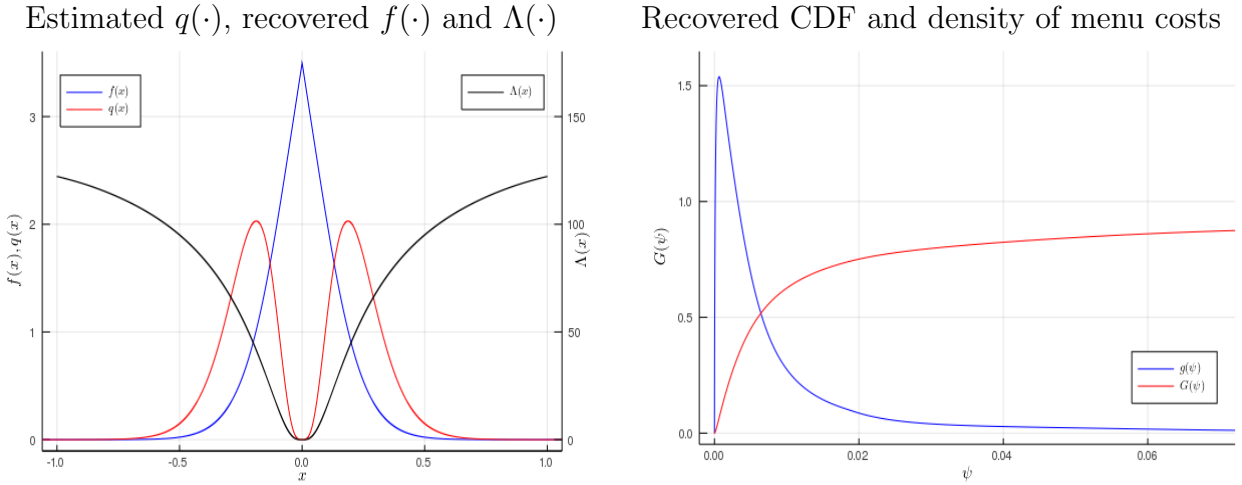 Estimated q(·), recovered f(·) and Λ(·)
Recovered CDF and density of menu costs
f(x)
q(x)
Λ(x)
3
2
1
0
f(x), q(x)
150
100
50
0
Λ(x)
-1.0
-0.5
0.0
0.5
1.0
x
1.5
1.0
0.5
0.0
G(ψ)
g(ψ)
G(ψ)
0.00
0.02
0.04
0.06
ψ